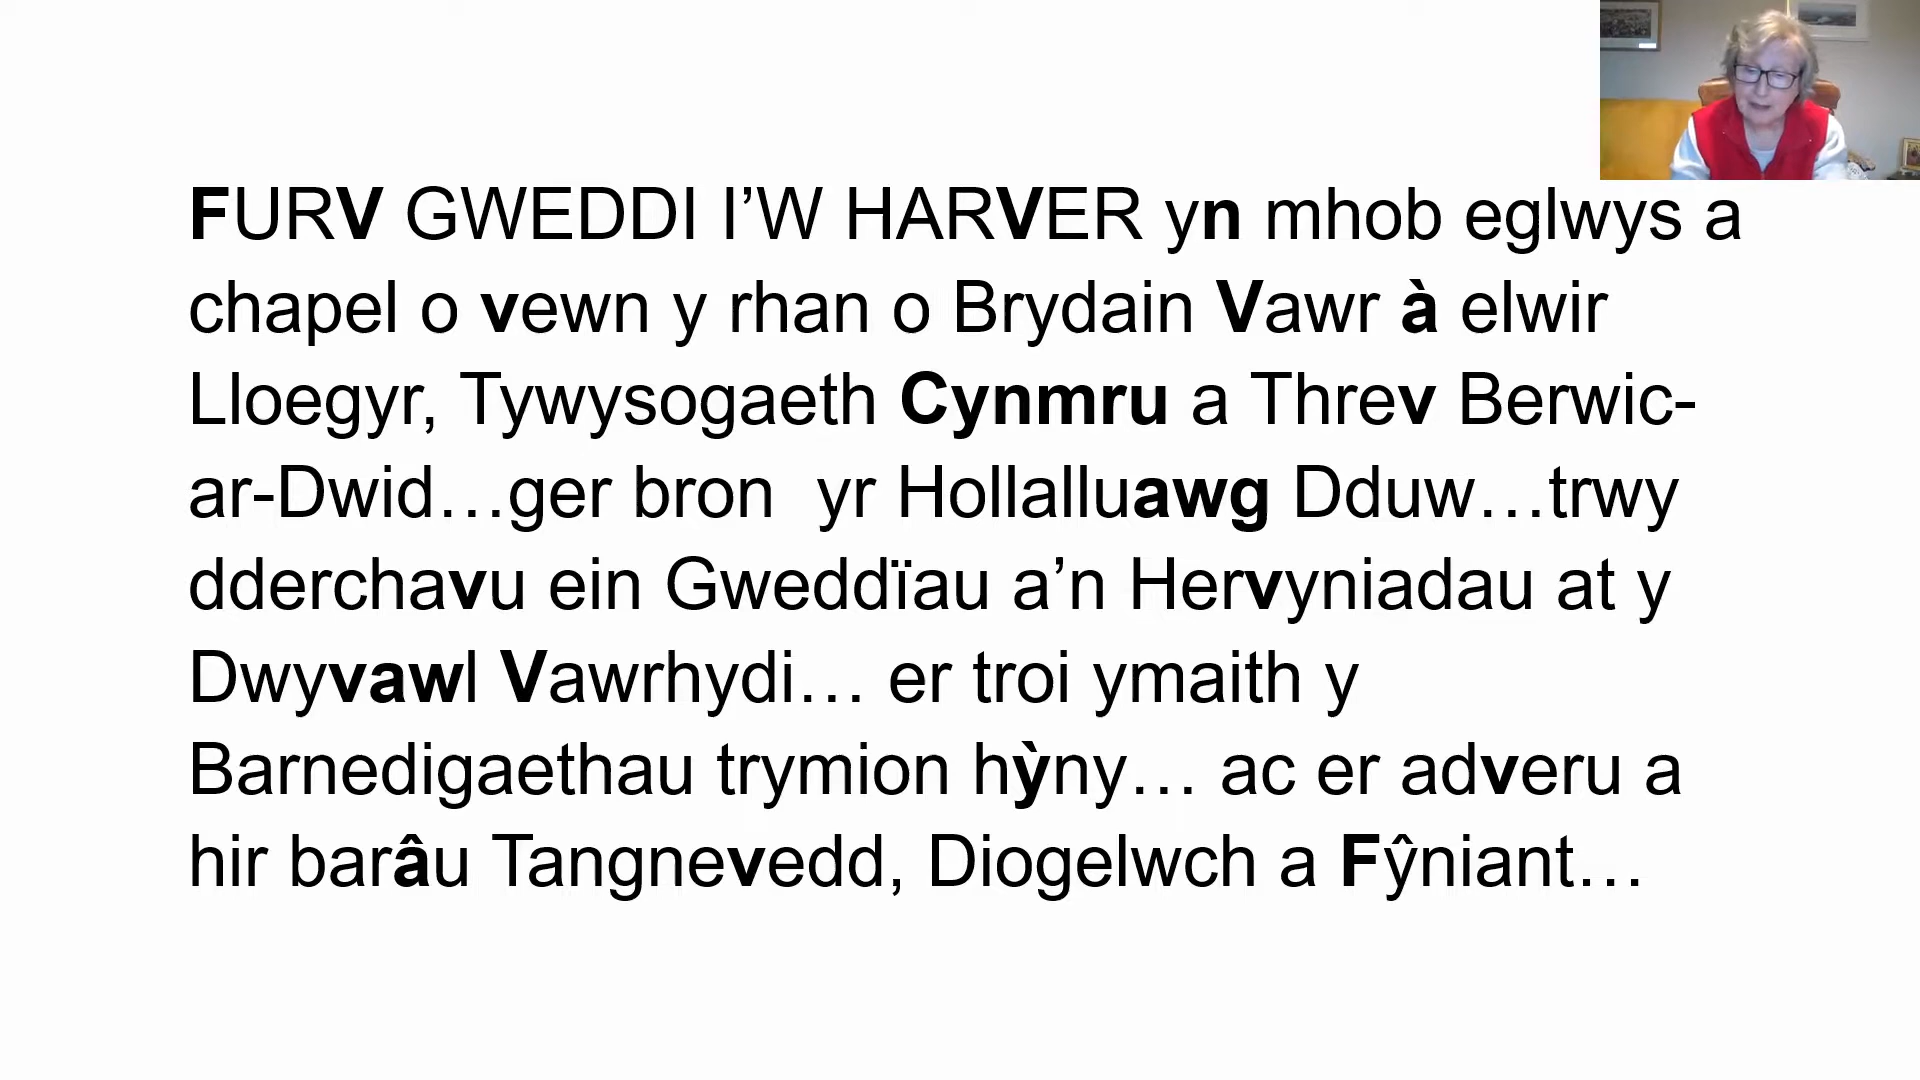 FURV GWEDDI I’W HARVER yn mhob eglwys a
chapel o vewn y rhan o Brydain Vawr à elwir
Lloegyr, Tywysogaeth Cynmru a Threv Berwic-
ar-Dwid…ger bron  yr Hollalluawg Dduw…trwy
dderchavu ein Gweddïau a’n Hervyniadau at y
Dwyvawl Vawrhydi… er troi ymaith y
Barnedigaethau trymion hỳny… ac er adveru a
hir barâu Tangnevedd, Diogelwch a Fŷniant…